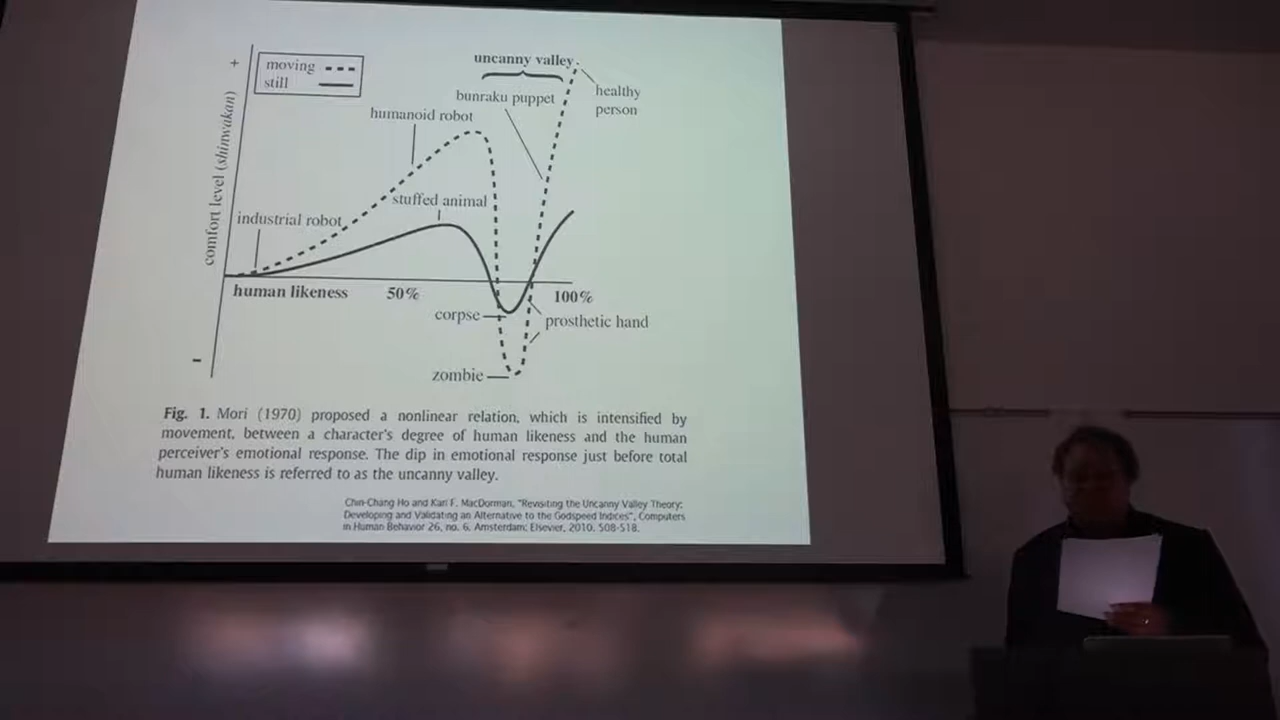 +
moving
still
uncanny valley
bunraku puppet
healthy
person
humanoid robot
comfort level (shinwakan)
stuffed animal
industrial robot
human likeness 50% 100%
corpse
prosthetic hand
-
zombie
Fig. 1. Mori (1970) proposed a nonlinear relation, which is intensified by
movement, between a character's degree of human likeness and the human
perceiver's emotional response. The dip in emotional response just before total
human likeness is referred to as the uncanny valley.
Chin-Chang Ho and Karl F. MacDorman, "Revisiting the Uncanny Valley Theory:
Developing and Validating an Alternative to the Godspeed Indices", Computers
in Human Behavior 26, no. 6. Amsterdam: Elsevier, 2010. 508-518.